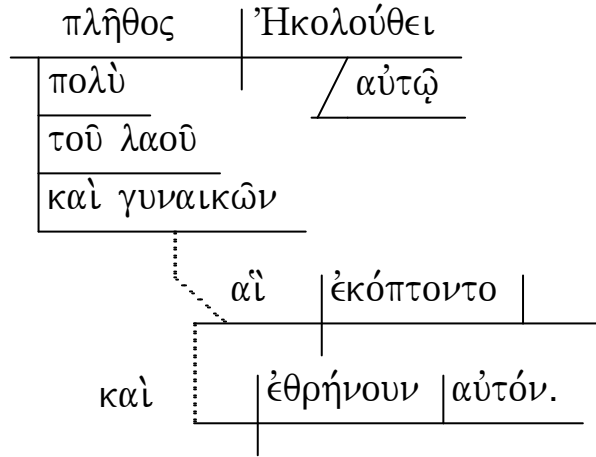 πλῆθος Ἠκολούθει
πολὺ αὐτῷ
τοῦ λαοῦ
καὶ γυναικῶν
αἳ ἐκόπτοντο
καὶ ἐθρήνουν αὐτόν.